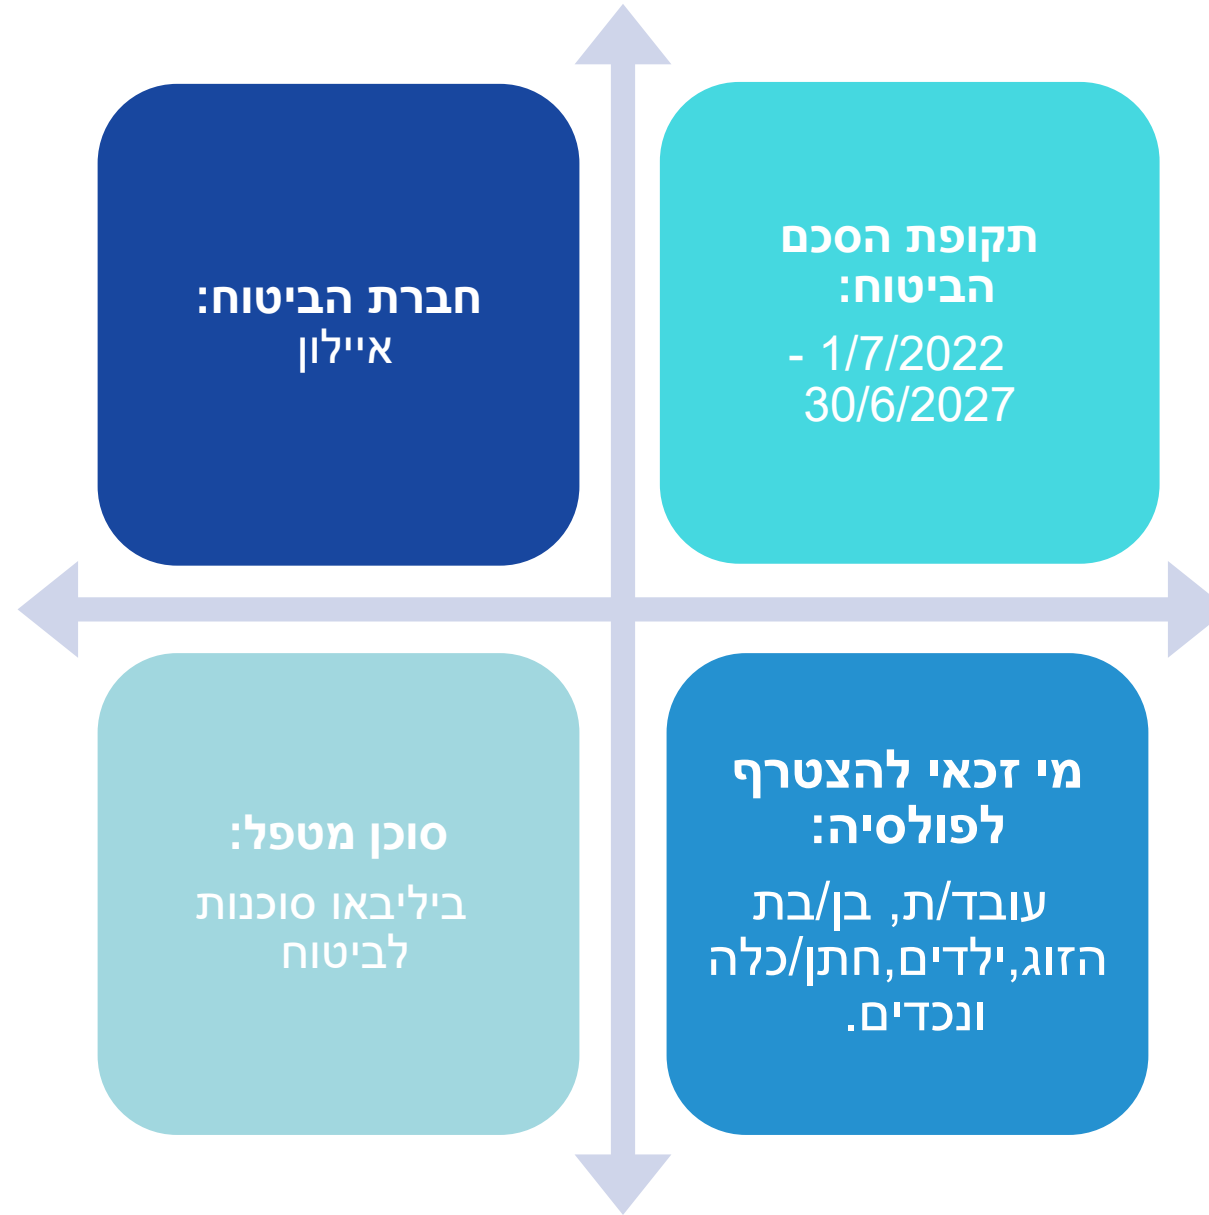 תקופת הסכם
הביטוח:
1/7/2022 -
30/6/2027
חברת הביטוח:
איילון
מי זכאי להצטרף
לפולסיה:
עובד/ת, בן/בת
הזוג,ילדים,חתן/כלה
ונכדים.
סוכן מטפל:
ביליבאו סוכנות
לביטוח